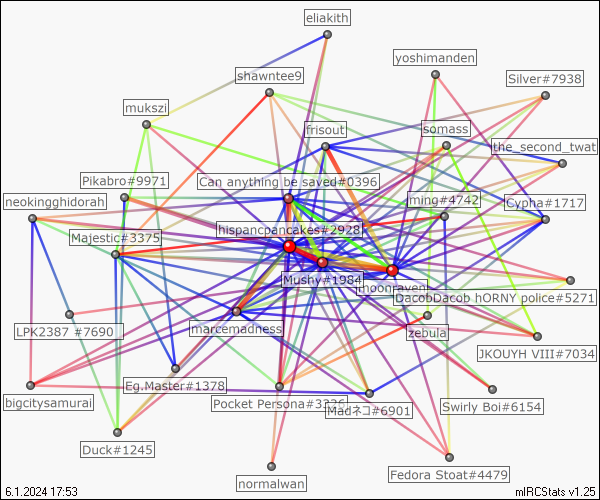 eliakith
yoshimanden
shawntee9
Silver#7938
mukszi
frisout
somass
the_second_twat
Pikabro#9971
Can anything be saved#0396
neokingghidorah
ming#4742
Cypha#1717
Majestic#3375
hispancpancakes#2928
Mushy#1984
moonraven
DacobDacob hORNY police#5271
LPK2387 #7690
marcemadness
zebula
JKOUYH VIII#7034
Eg.Master#1378
bigcitysamurai
Pocket Persona#3326
Madネコ#6901
Swirly Boi#6154
Duck#1245
Fedora Stoat#4479
normalwan
6.1.2024 17:53
mIRCStats v1.25